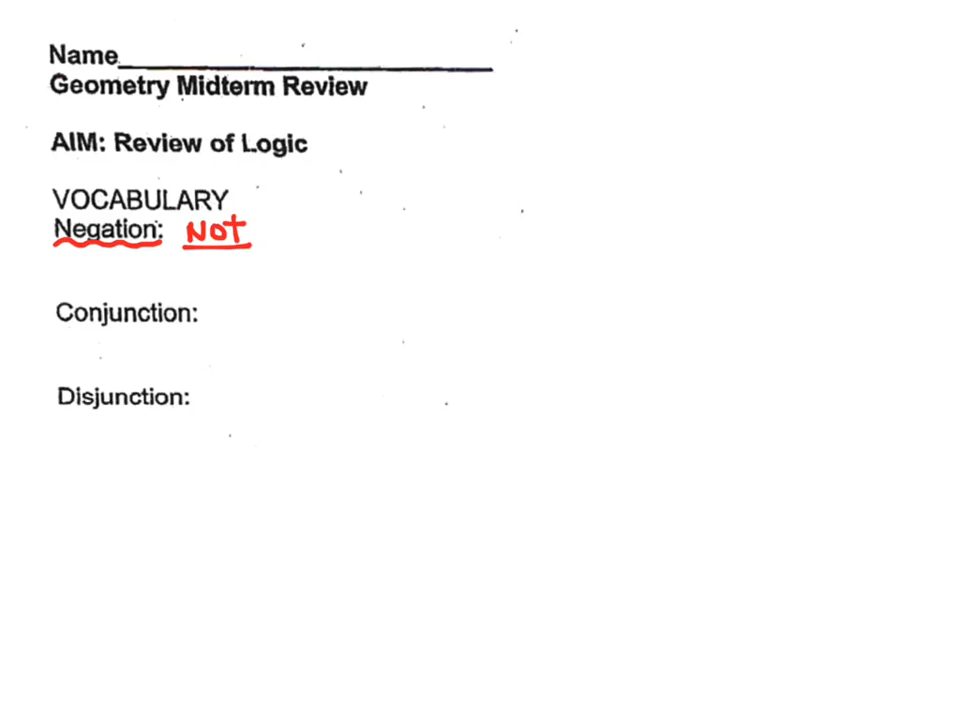 Name
Geometry Midterm Review
AIM: Review of Logic
VOCABULARY
Negation: Not
Conjunction:
Disjunction: